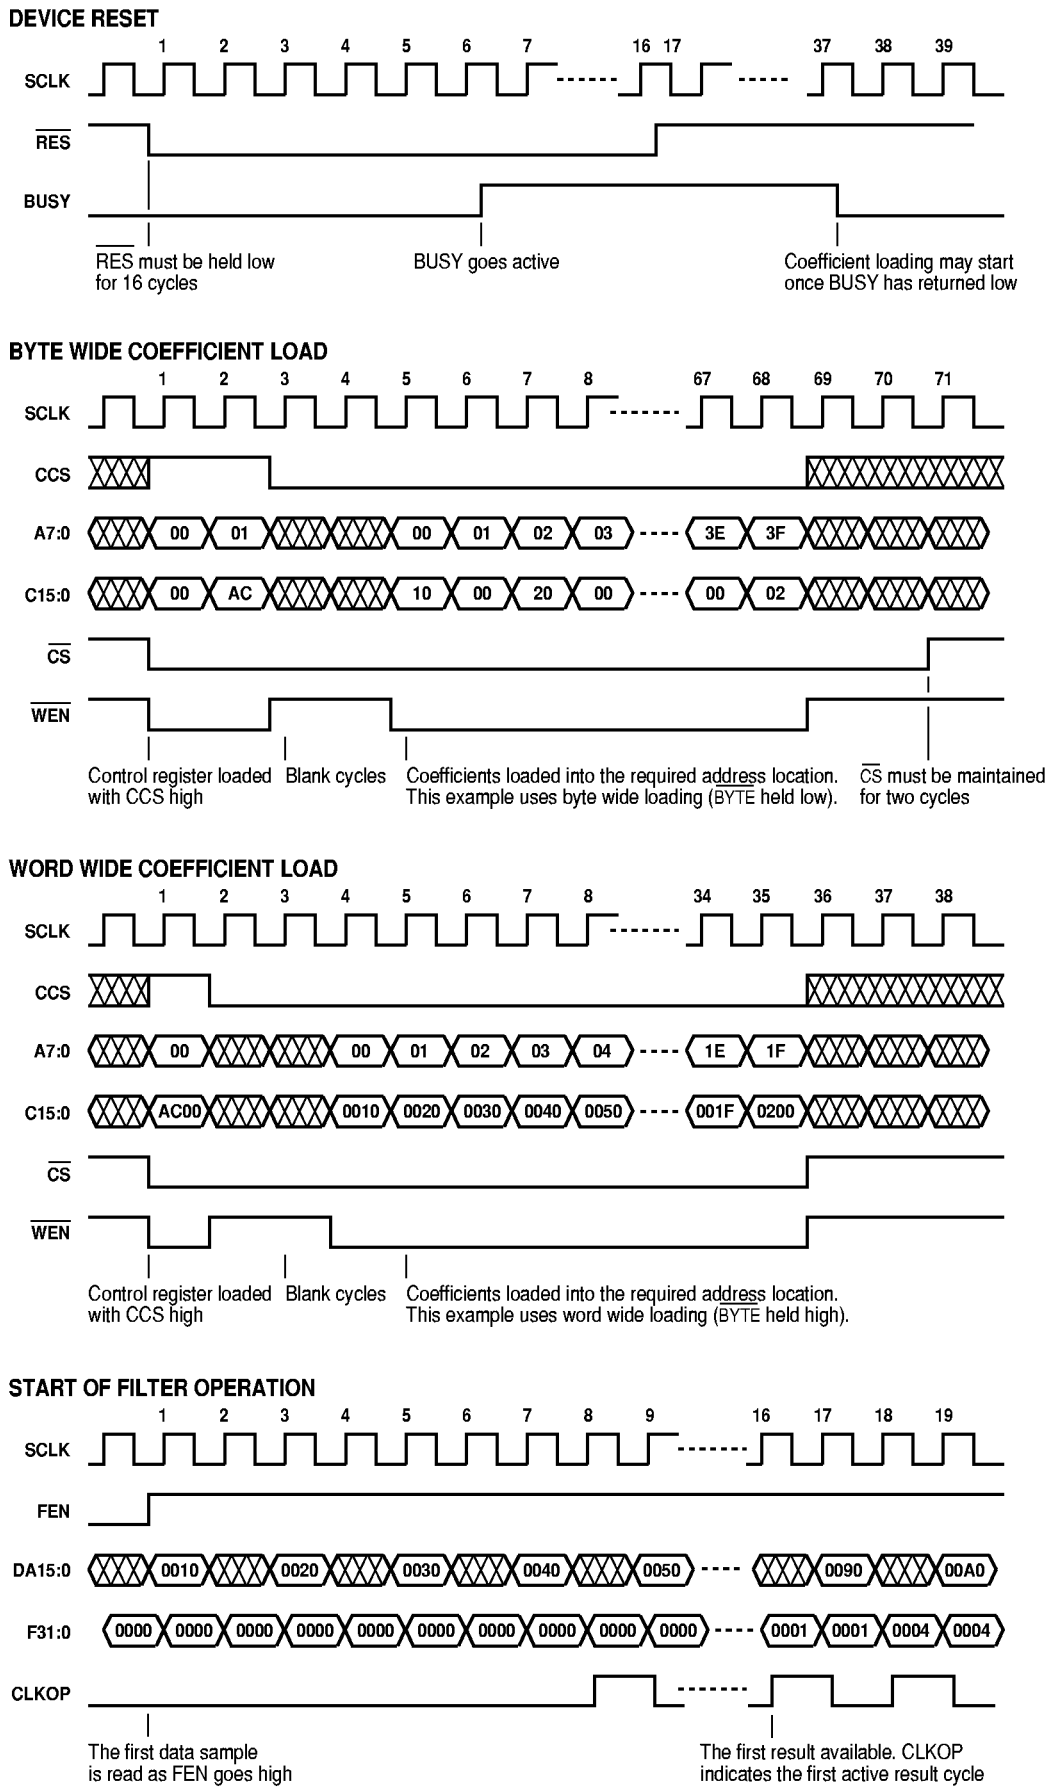 DEVICE RESET
1 2 3 4 5 6 7 16 17 37 38 39
SCLK
RES
BUSY
RES must be held low
for 16 cycles
BUSY goes active
Coefficient loading may start
once BUSY has returned low
BYTE WIDE COEFFICIENT LOAD
1 2 3 4 5 6 7 8 67 68 69 70 71
SCLK
CCS
A7:0 00 01 00 01 02 03 3E 3F
C15:0 00 AC 10 00 20 00 00 02
CS
WEN
Control register loaded
with CCS high
Blank cycles
Coefficients loaded into the required address location.
This example uses byte wide loading (BYTE held low).
CS must be maintained
for two cycles
WORD WIDE COEFFICIENT LOAD
1 2 3 4 5 6 7 8 34 35 36 37 38
SCLK
CCS
A7:0 00 00 01 02 03 04 1E 1F
C15:0 AC00 0010 0020 0030 0040 0050 001F 0200
CS
WEN
Control register loaded
with CCS high
Blank cycles
Coefficients loaded into the required address location.
This example uses word wide loading (BYTE held high).
START OF FILTER OPERATION
1 2 3 4 5 6 7 8 9 16 17 18 19
SCLK
FEN
DA15:0 0010 0020 0030 0040 0050 0090 00A0
F31:0 0000 0000 0000 0000 0000 0000 0000 0000 0000 0000 0001 0001 0004 0004
CLKOP
The first data sample
is read as FEN goes high
The first result available. CLKOP
indicates the first active result cycle